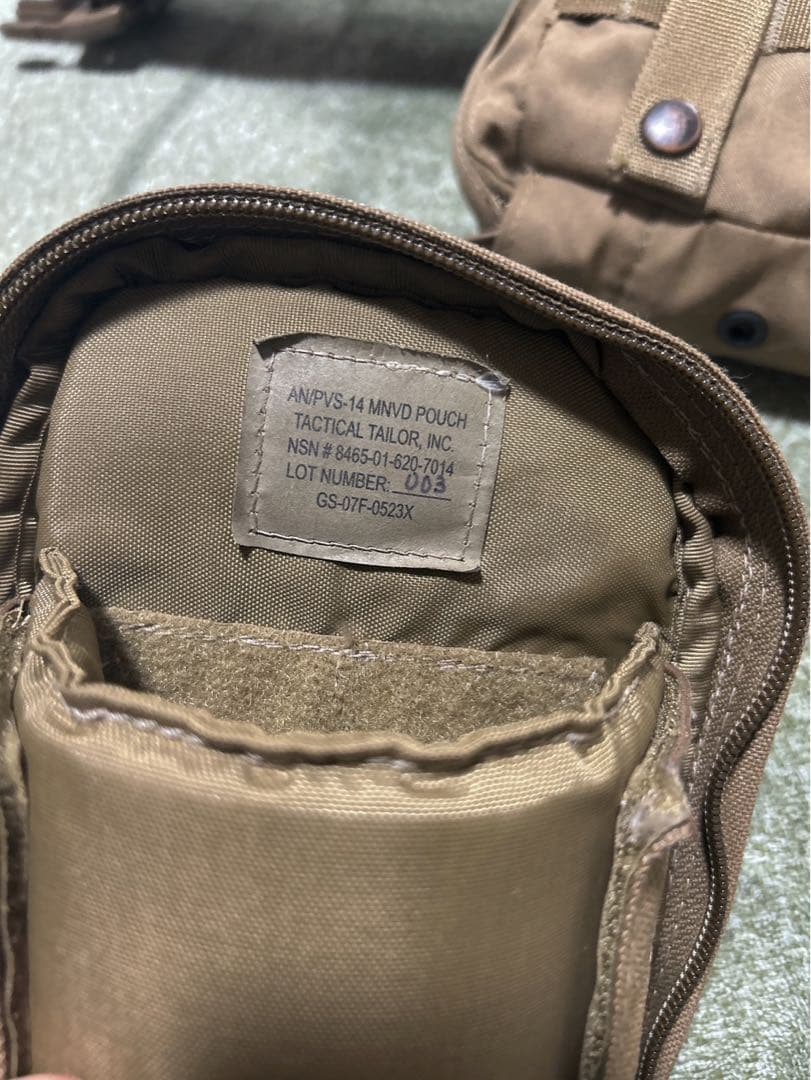 AN/PVS-14 MNVD POUCH
TACTICAL TAILOR, INC.
NSN # 8465-01-620-7014
LOT NUMBER: 003
GS-07F-0523X